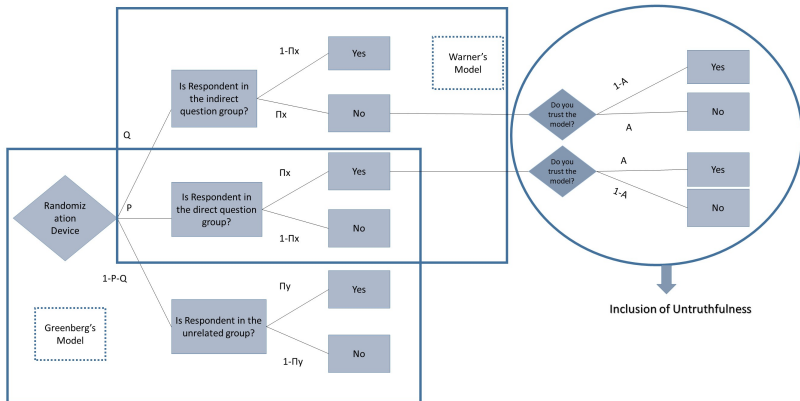 1-Πx
Yes
Warner's
Model
Is Respondent in
the indirect
question group?
Πx
No
Q
Do you
trust the
model?
1-A
Yes
A
No
Randomiz
ation
Device
P
Is Respondent in
the direct question
group?
Πx
Yes
1-Πx
No
Do you
trust the
model?
A
Yes
1-A
No
1-P-Q
Is Respondent in the
unrelated group?
Πy
Yes
1-Πy
No
Greenberg's
Model
Inclusion of Untruthfulness